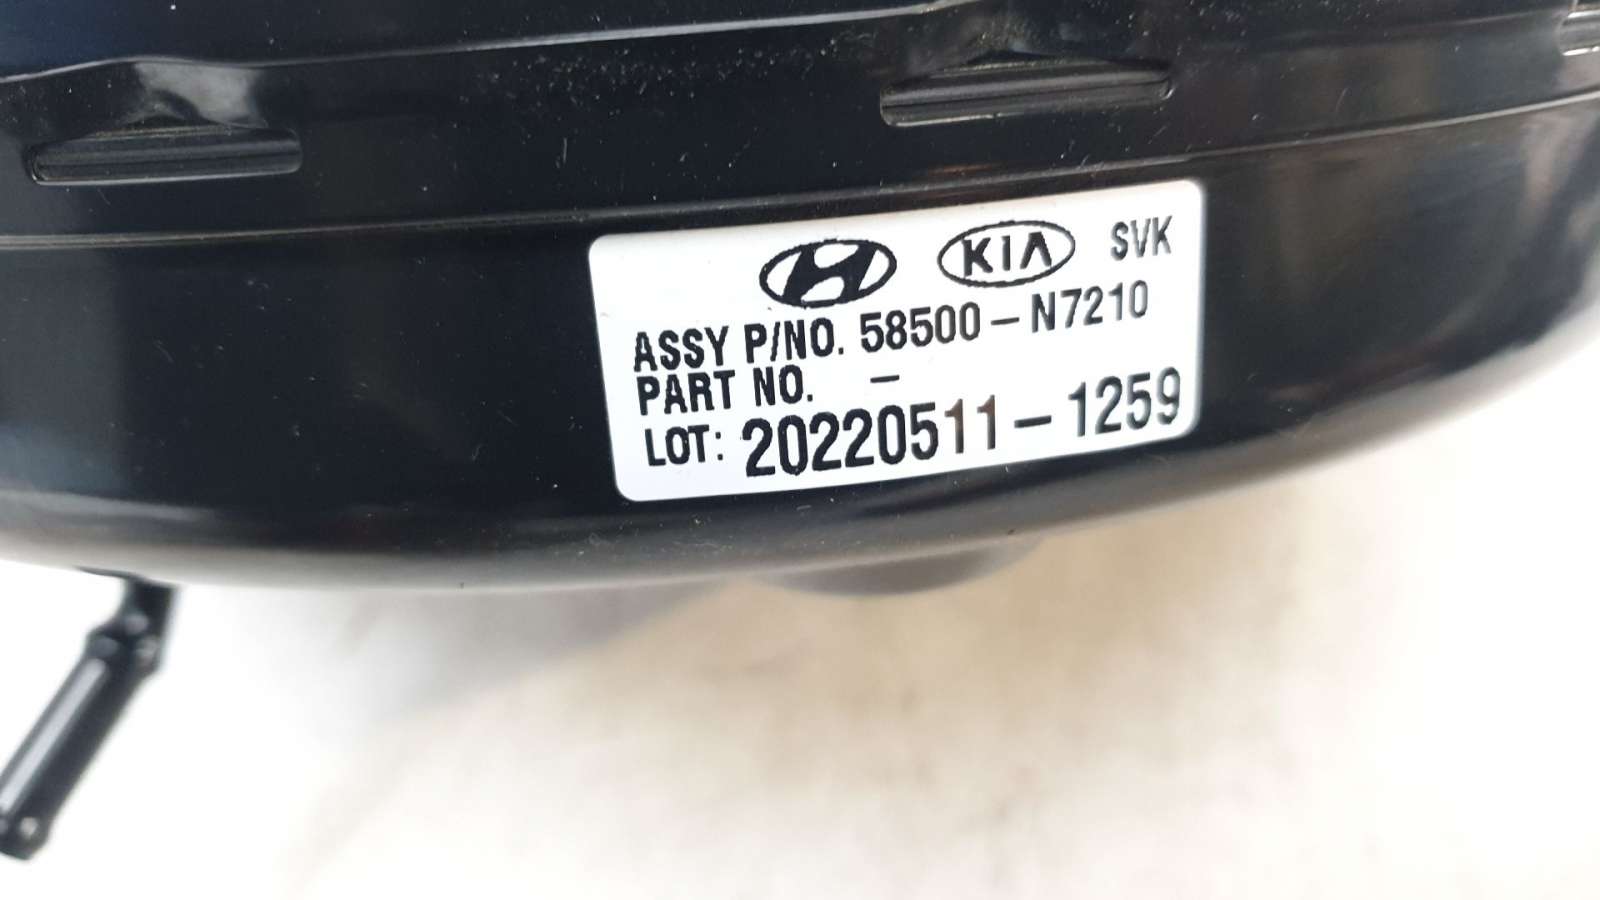 KIA SVK
ASSY P/NO. 58500-N7210
PART NO. -
LOT: 20220511-1259